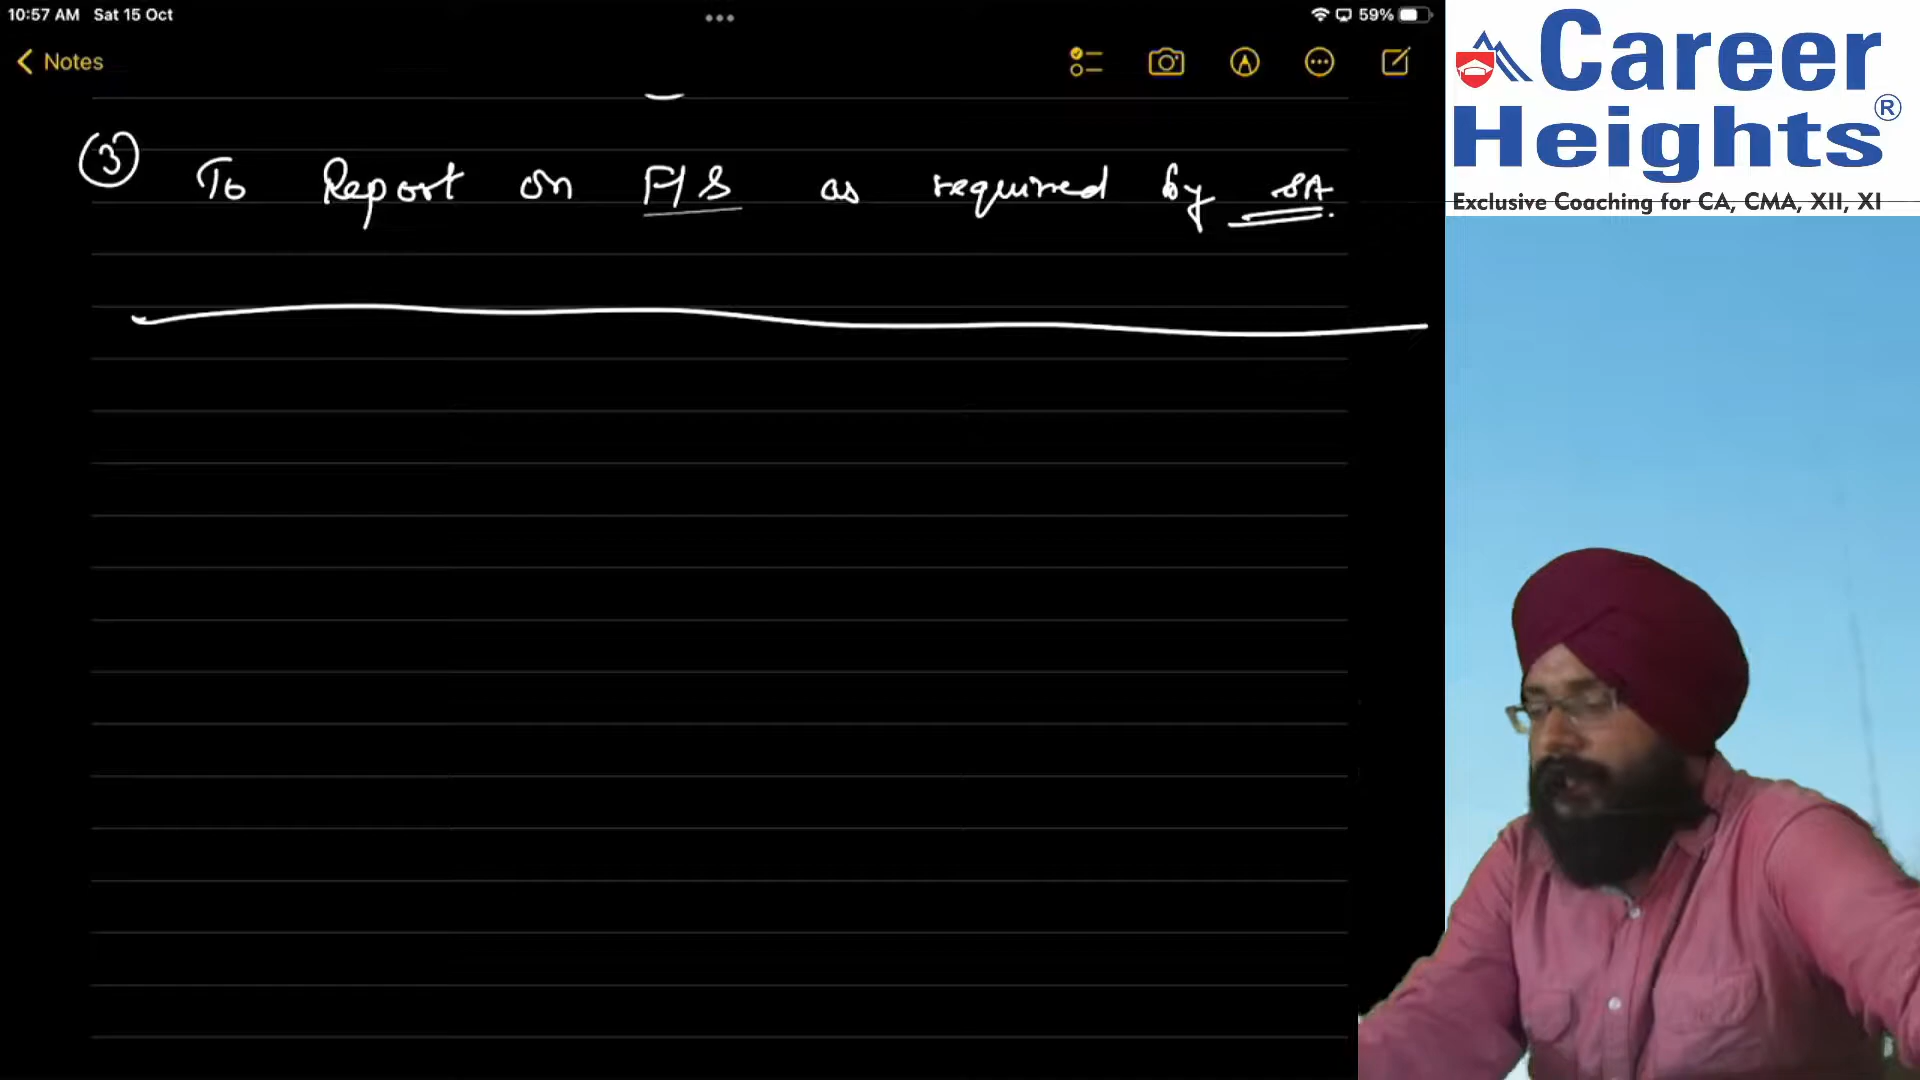 10:57 AM Sat 15 Oct
59%
Notes
③ To Report on F/S as required by SA.
Career
Heights®
Exclusive Coaching for CA, CMA, XII, XI